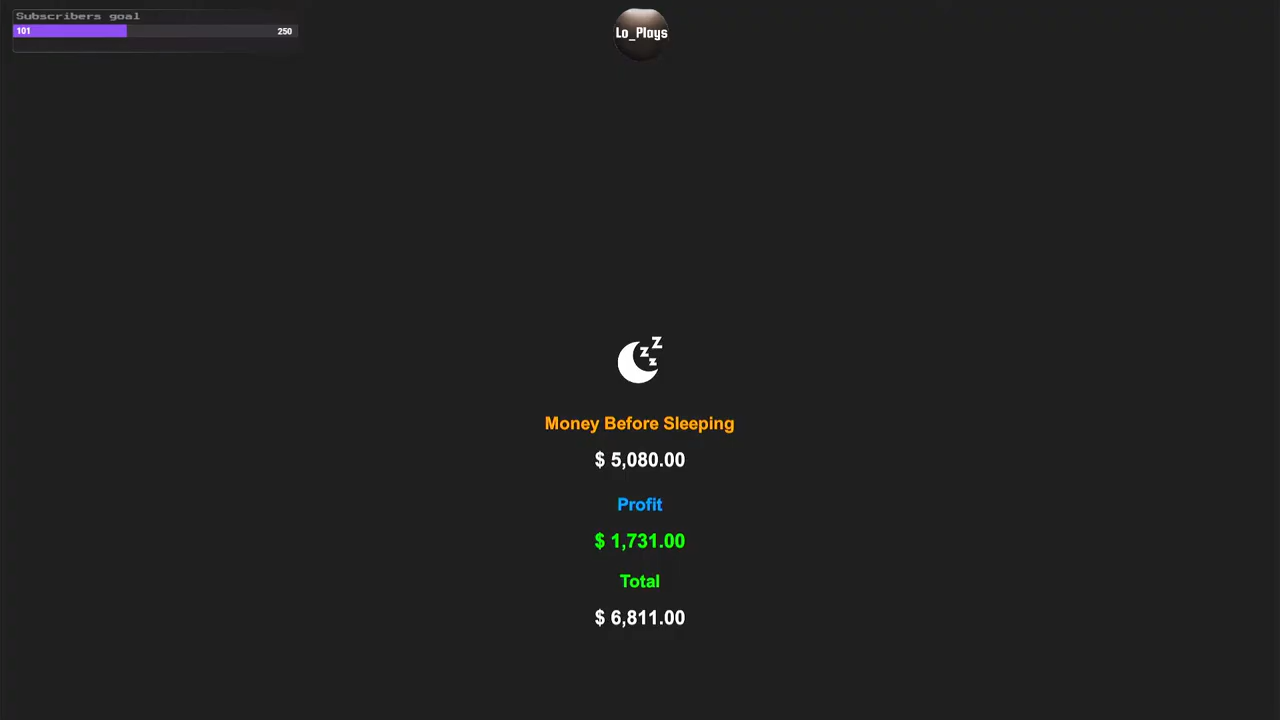 Subscribers goal
101 250
Lo_Plays
z z z
Money Before Sleeping
$ 5,080.00
Profit
$ 1,731.00
Total
$ 6,811.00